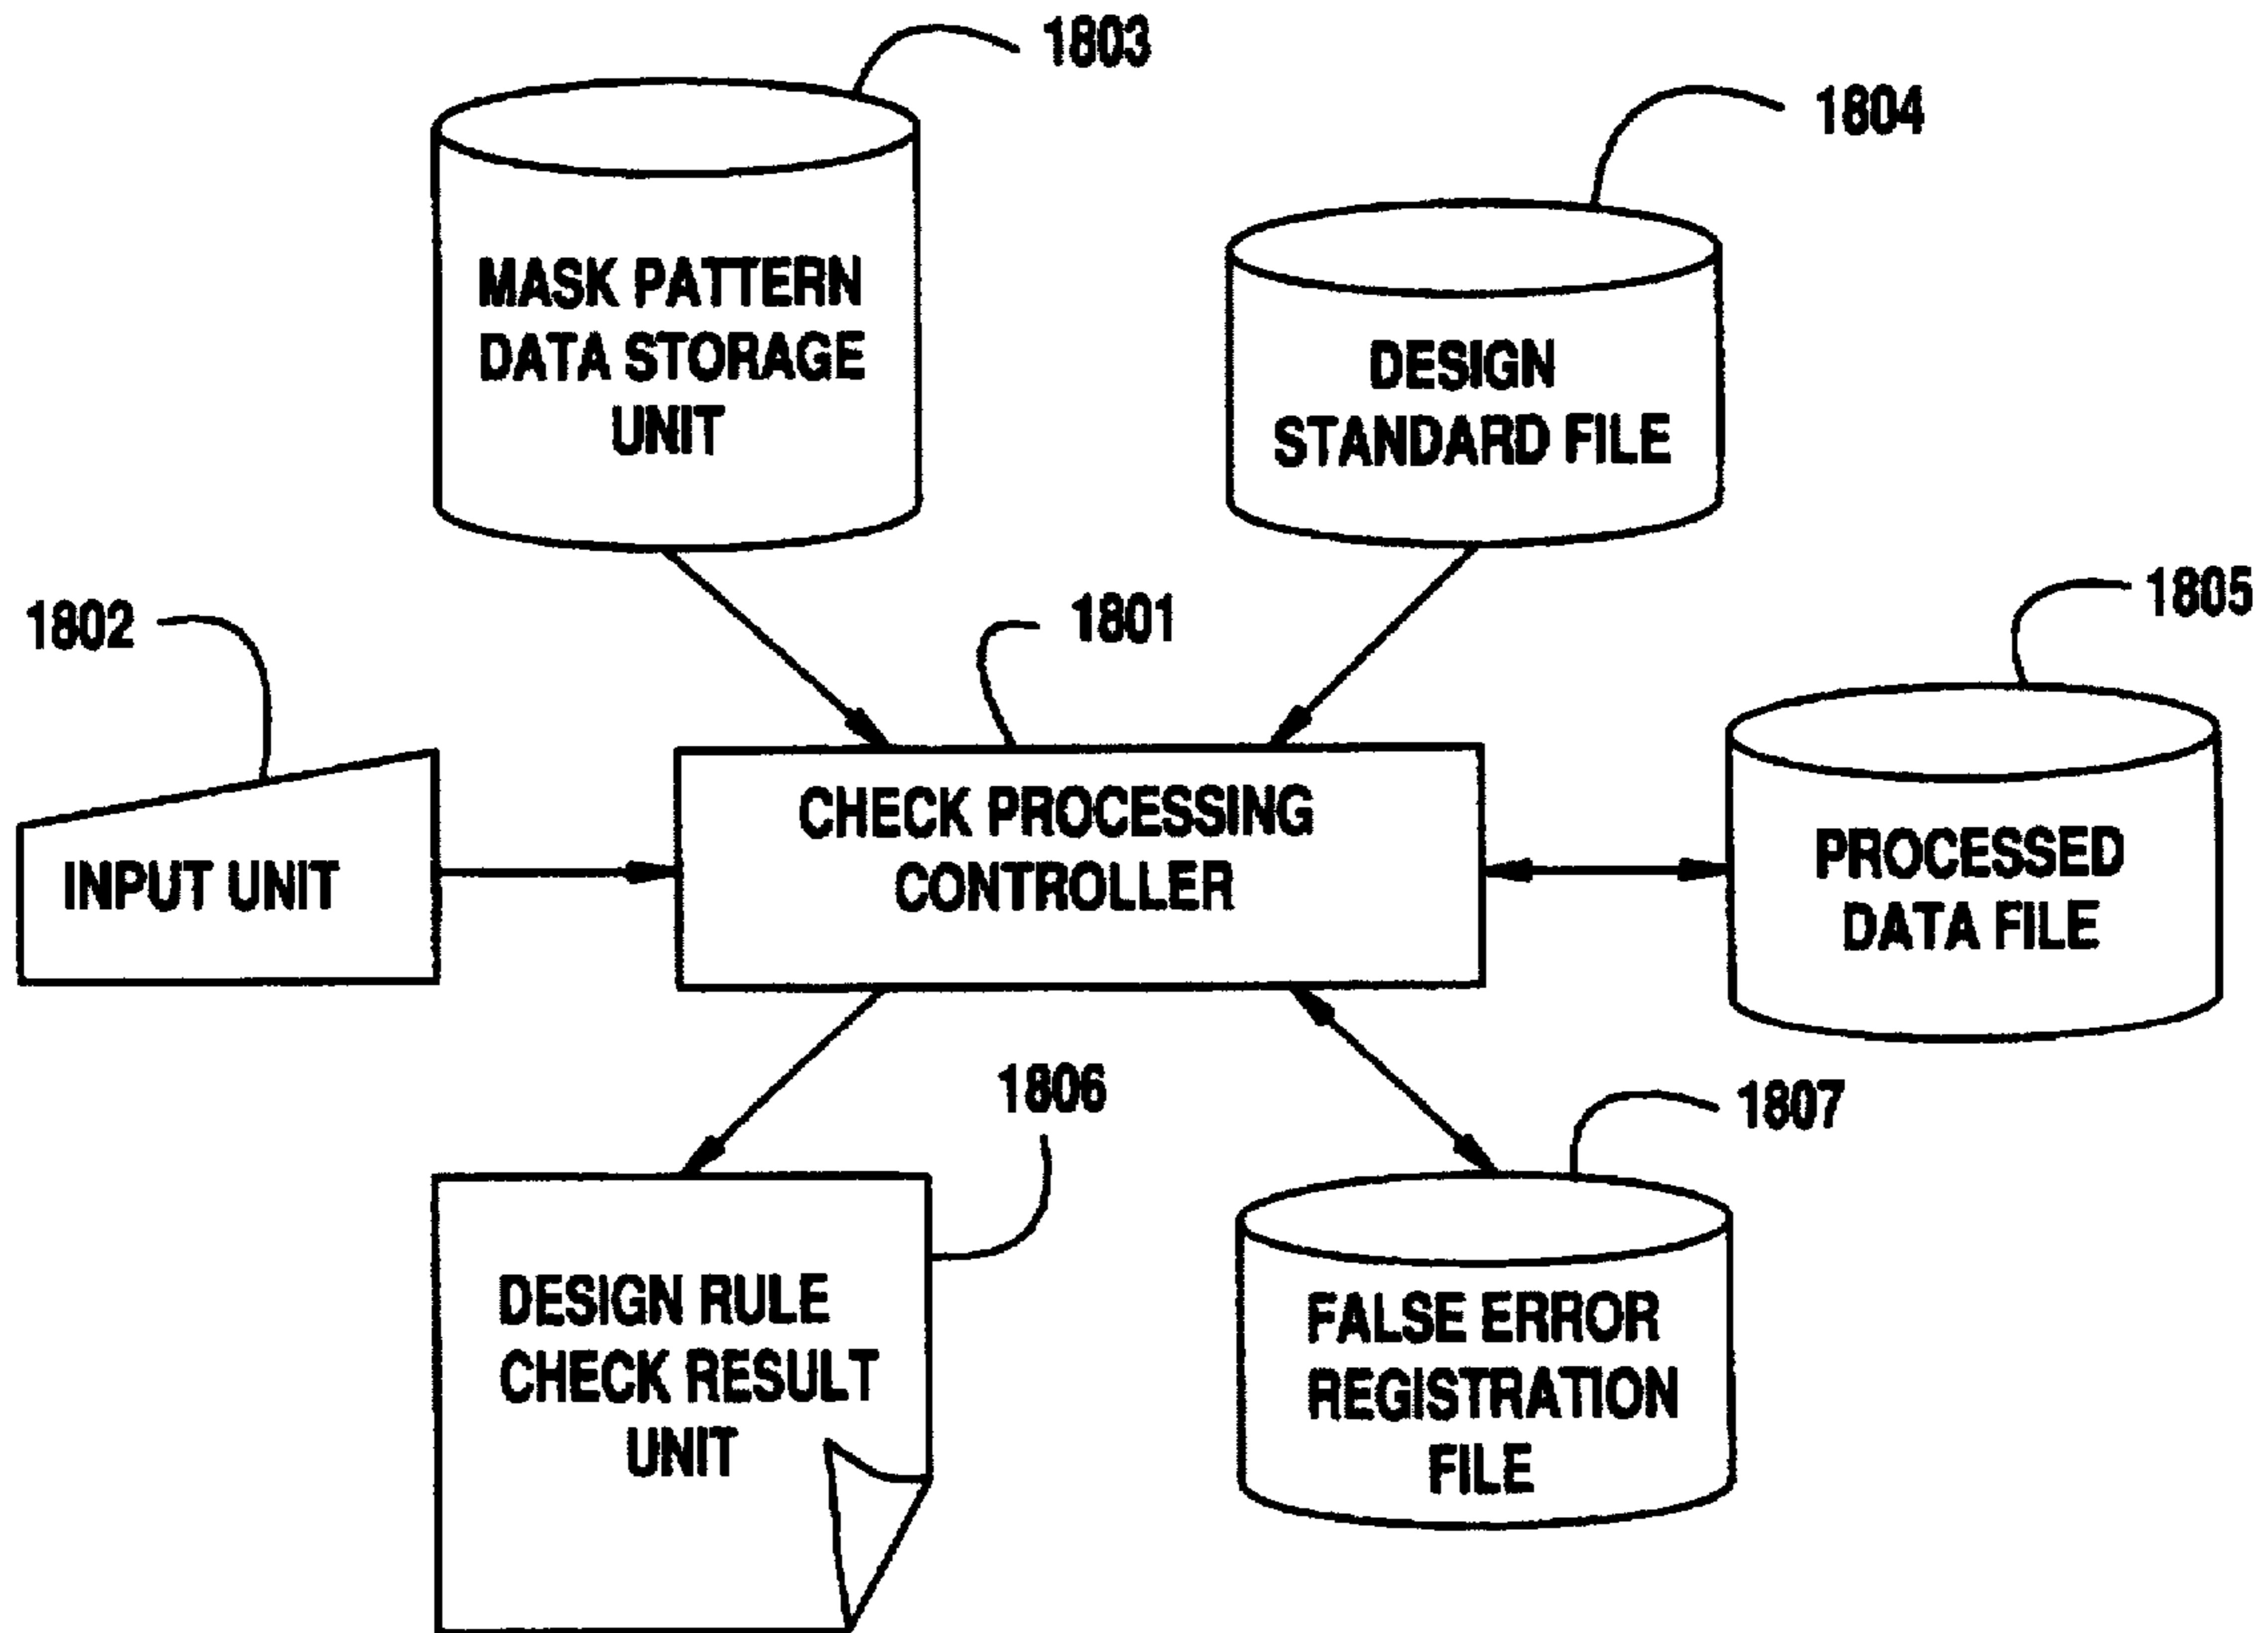 1803
1804
MASK PATTERN
DATA STORAGE
UNIT
DESIGN
STANDARD FILE
1802
1801
1805
CHECK PROCESSING
CONTROLLER
INPUT UNIT
PROCESSED
DATA FILE
1806
1807
DESIGN RULE
CHECK RESULT
UNIT
FALSE ERROR
REGISTRATION
FILE